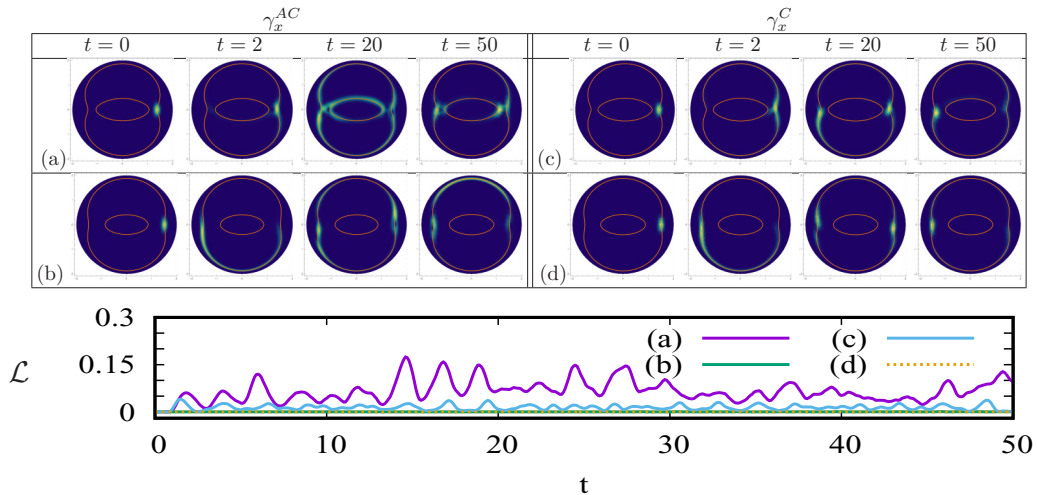 γ_x^{AC} γ_x^{C}
t = 0 t = 2 t = 20 t = 50 t = 0 t = 2 t = 20 t = 50
(a) (c)
(b) (d)
0.3
(a) (c)
(b) (d)
ℒ 0.15
0
0 10 20 30 40 50
t